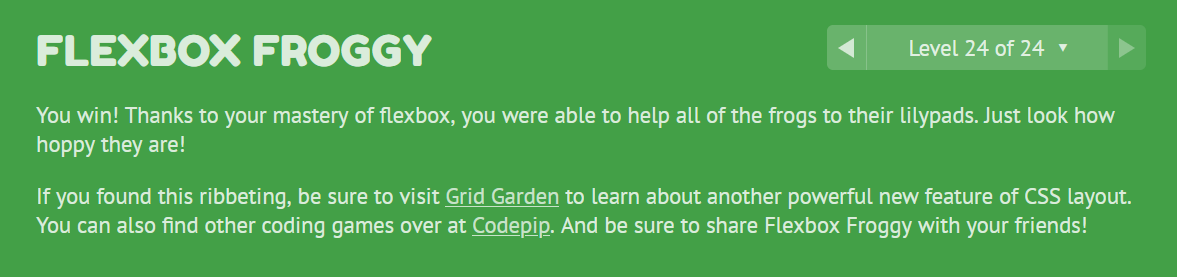 FLEXBOX FROGGY
Level 24 of 24
You win! Thanks to your mastery of flexbox, you were able to help all of the frogs to their lilypads. Just look how
hoppy they are!
If you found this ribbeting, be sure to visit Grid Garden to learn about another powerful new feature of CSS layout.
You can also find other coding games over at Codepip. And be sure to share Flexbox Froggy with your friends!